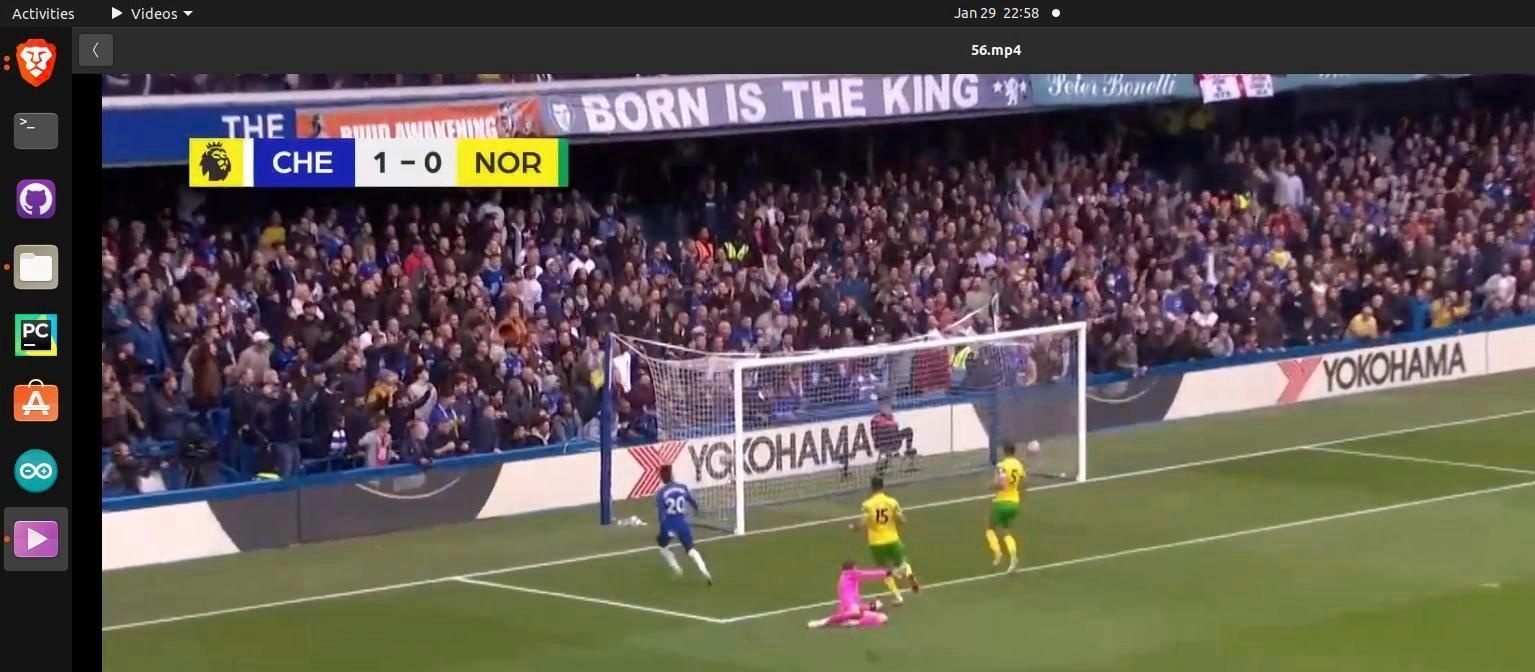 Activities
Videos
Jan 29 22:58
56.mp4
THE
BORN IS THE KING
Peter Bonetti
AWAKENING
CHE 1 - 0 NOR
YOKOHAMA
YOKOHAMA
20
15
5
>_
PC